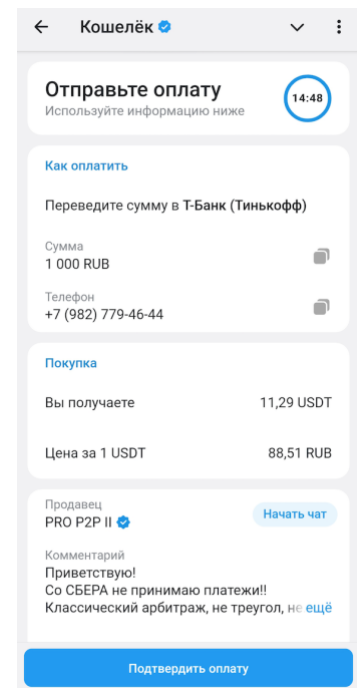 Кошелёк
Отправьте оплату
Используйте информацию ниже
14:48
Как оплатить
Переведите сумму в Т-Банк (Тинькофф)
Сумма
1 000 RUB
Телефон
+7 (982) 779-46-44
Покупка
Вы получаете 11,29 USDT
Цена за 1 USDT 88,51 RUB
Продавец
PRO P2P II
Начать чат
Комментарий
Приветствую!
Со СБЕРА не принимаю платежи!!
Классический арбитраж, не треугол, не ещё
Подтвердить оплату